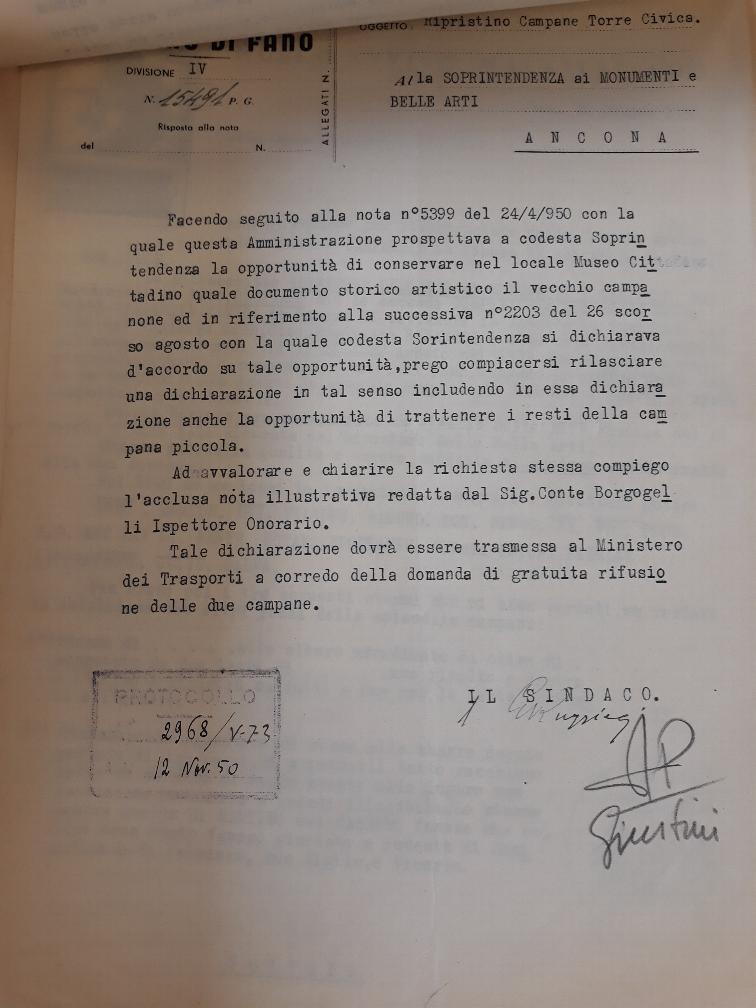 DI FANO
OGGETTO Ripristino Campane Torre Civica.
DIVISIONE IV
N. 15491 P. G.
Risposta alla nota
del N.
ALLEGATI N.
Alla SOPRINTENDENZA ai MONUMENTI e
BELLE ARTI
A N C O N A
Facendo seguito alla nota n°5399 del 24/4/950 con la
quale questa Amministrazione prospettava a codesta Soprin
tendenza la opportunità di conservare nel locale Museo Cit
tadino quale documento storico artistico il vecchio campa
none ed in riferimento alla successiva n°2203 del 26 scor
so agosto con la quale codesta Sorintendenza si dichiarava
d'accordo su tale opportunità,prego compiacersi rilasciare
una dichiarazione in tal senso includendo in essa dichiara
zione anche la opportunità di trattenere i resti della cam
pana piccola.
Ad avvalorare e chiarire la richiesta stessa compiego
l'acclusa nota illustrativa redatta dal Sig.Conte Borgogel
li Ispettore Onorario.
Tale dichiarazione dovrà essere trasmessa al Ministero
dei Trasporti a corredo della domanda di gratuita rifusio
ne delle due campane.
PROTOCOLLO
2968/V-73
12 Nov. 50
IL SINDACO.
Giustini